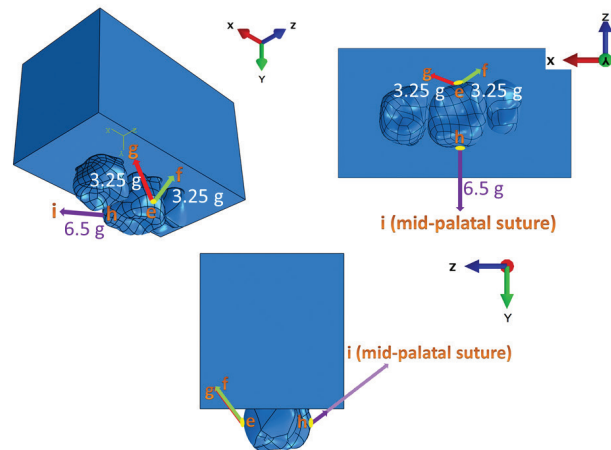 x
z
Y
g
3.25 g
f
3.25 g
e
h
i
6.5 g
z
x
Y
g
f
3.25 g
e
3.25 g
h
6.5 g
i (mid-palatal suture)
z
Y
i (mid-palatal suture)
g
f
e
h